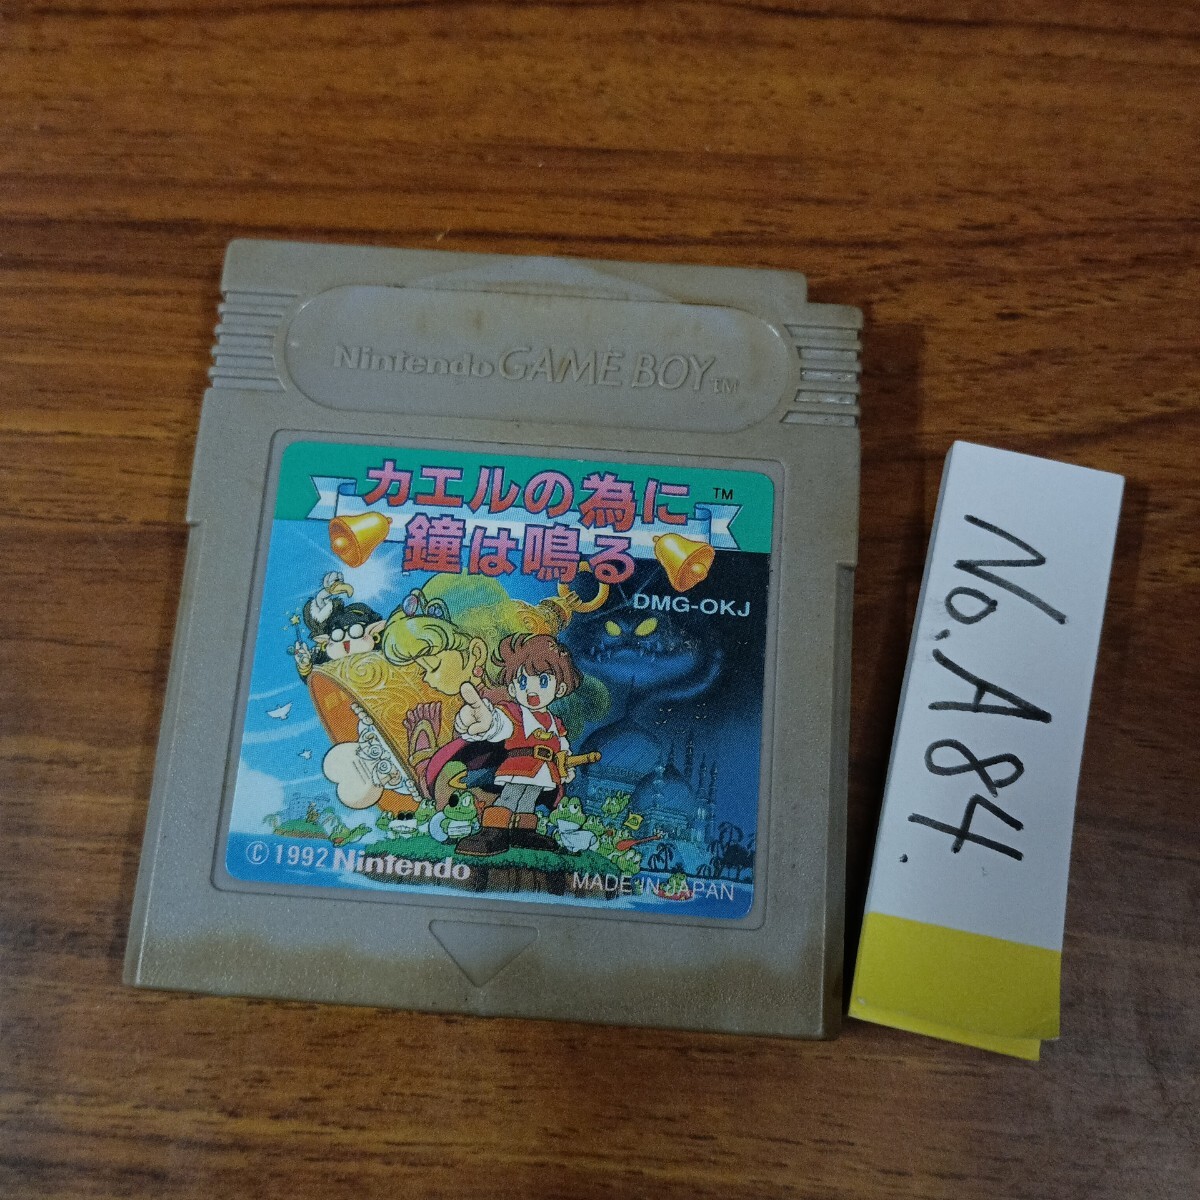 Nintendo GAME BOY TM
カエルの為に TM
鐘は鳴る
DMG-OKJ
© 1992 Nintendo
MADE IN JAPAN
No.A84.